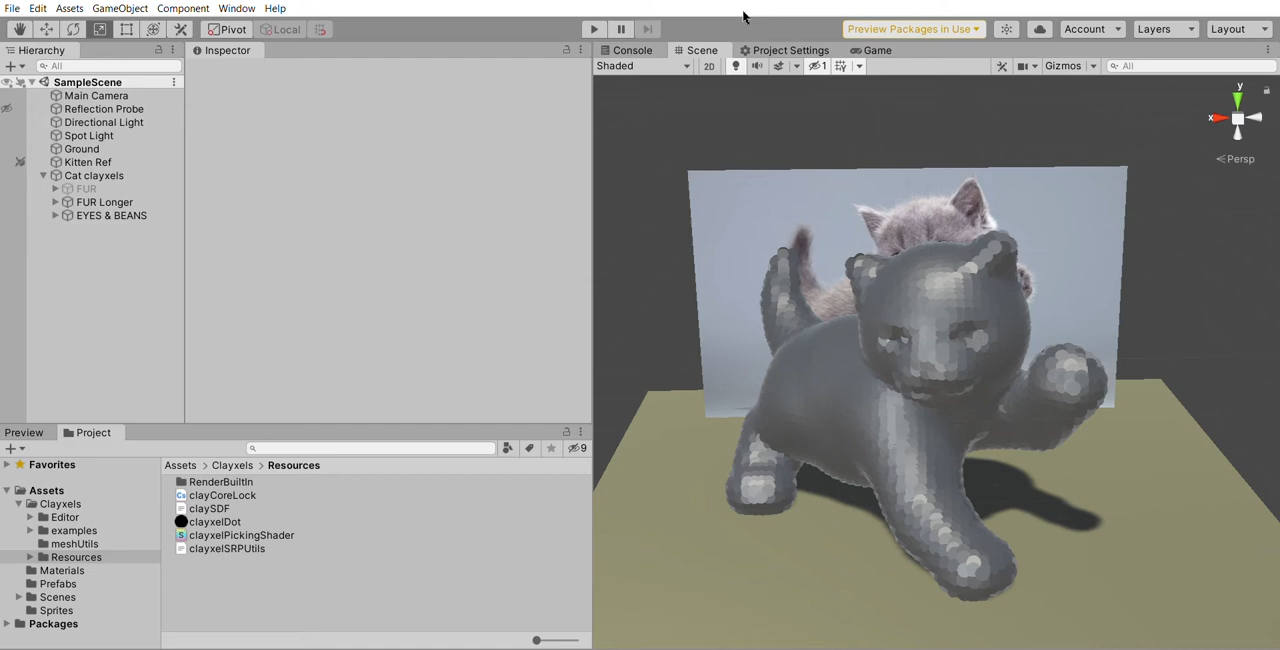 File Edit Assets GameObject Component Window Help
Pivot Local Preview Packages in Use Account Layers Layout
Hierarchy Inspector Console Scene Project Settings Game
All Shaded 2D 1 Gizmos All
SampleScene
Main Camera
Reflection Probe
Directional Light
Spot Light
Ground
Kitten Ref
Cat clayxels
FUR
FUR Longer
EYES & BEANS
y
x
Persp
Preview Project
9
Favorites
Assets
Clayxels
Editor
examples
meshUtils
Resources
Materials
Prefabs
Scenes
Sprites
Packages
Assets > Clayxels > Resources
RenderBuiltIn
clayCoreLock
claySDF
clayxelDot
clayxelPickingShader
clayxelSRPUtils